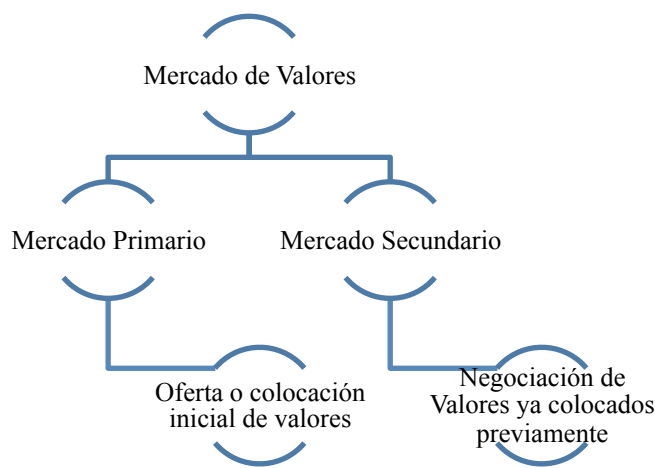 Mercado de Valores
Mercado Primario
Mercado Secundario
Oferta o colocación
inicial de valores
Negociación de
Valores ya colocados
previamente